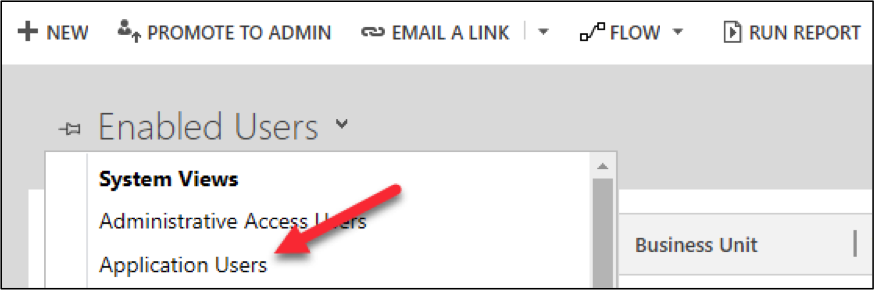 NEW PROMOTE TO ADMIN EMAIL A LINK FLOW RUN REPORT
Enabled Users
System Views
Administrative Access Users
Application Users
Business Unit